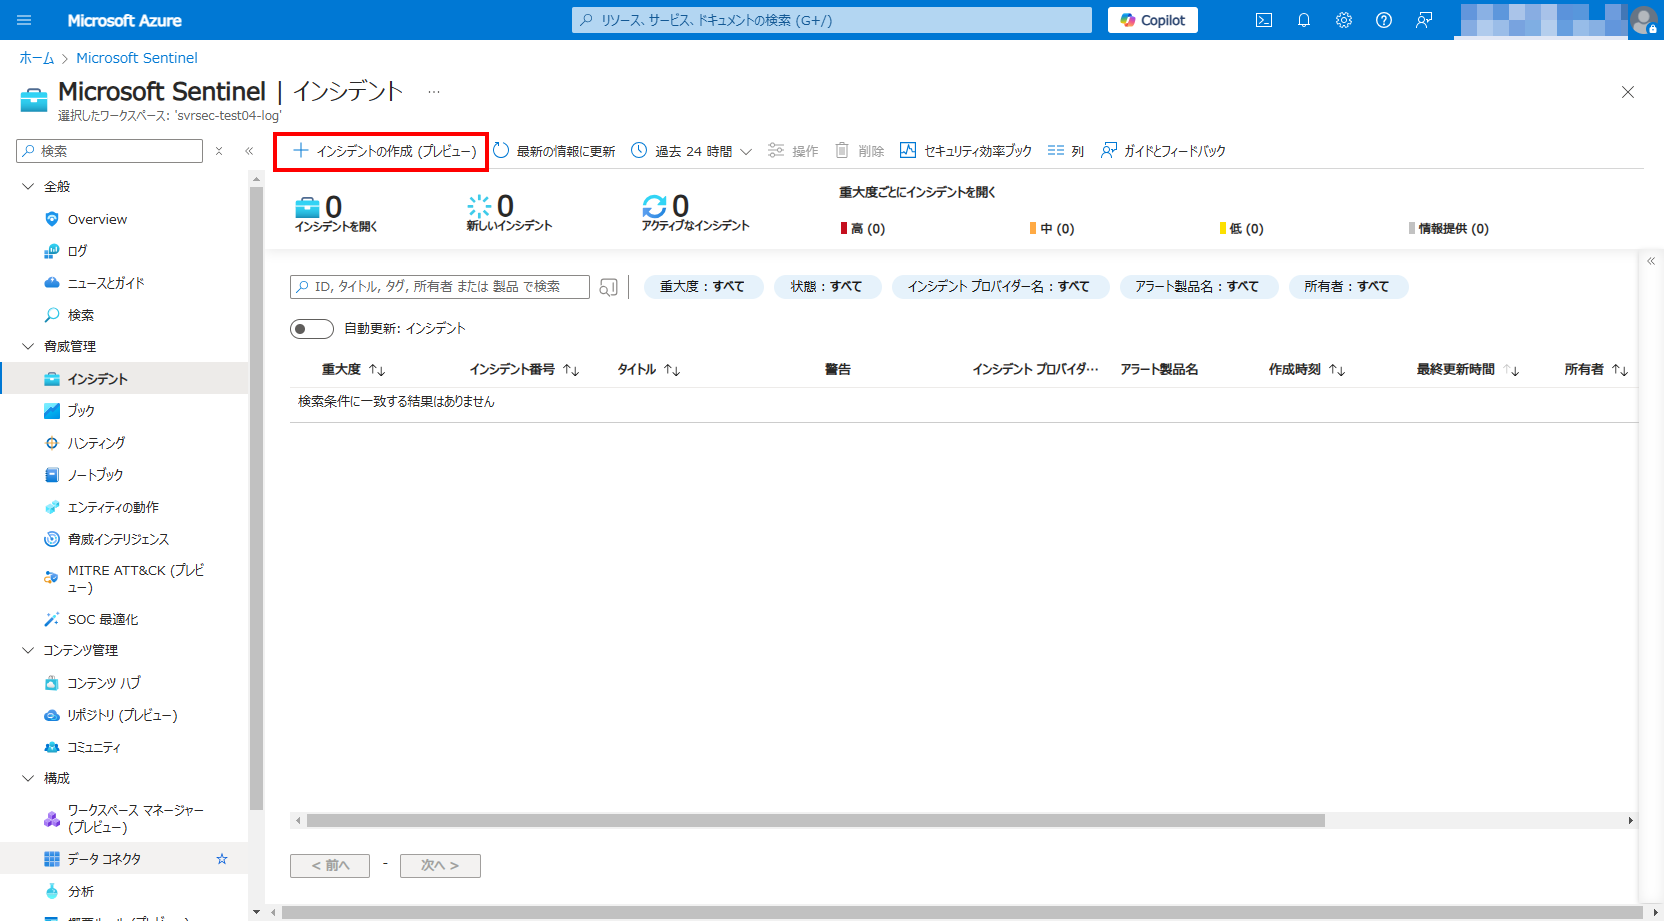 Microsoft Azure
リソース、サービス、ドキュメントの検索 (G+/)
Copilot
ホーム > Microsoft Sentinel
Microsoft Sentinel | インシデント ...
選択したワークスペース: 'svrsec-test04-log'
検索
インシデントの作成 (プレビュー)
最新の情報に更新
過去 24 時間
操作
削除
セキュリティ効率ブック
列
ガイドとフィードバック
全般
Overview
ログ
ニュースとガイド
検索
脅威管理
インシデント
ブック
ハンティング
ノートブック
エンティティの動作
脅威インテリジェンス
MITRE ATT&CK (プレビ
ュー)
SOC 最適化
コンテンツ管理
コンテンツ ハブ
リポジトリ (プレビュー)
コミュニティ
構成
ワークスペース マネージャー
(プレビュー)
データ コネクタ
分析
概要ルール (プレビュー)
0
インシデントを開く
0
新しいインシデント
0
アクティブなインシデント
重大度ごとにインシデントを開く
高 (0)
中 (0)
低 (0)
情報提供 (0)
ID, タイトル, タグ, 所有者 または 製品 で検索
重大度 : すべて
状態 : すべて
インシデント プロバイダー名 : すべて
アラート製品名 : すべて
所有者 : すべて
自動更新: インシデント
重大度 ↑↓
インシデント番号 ↑↓
タイトル ↑↓
警告
インシデント プロバイダ…
アラート製品名
作成時刻 ↑↓
最終更新時間 ↑↓
所有者 ↑↓
検索条件に一致する結果はありません
< 前へ
-
次へ >